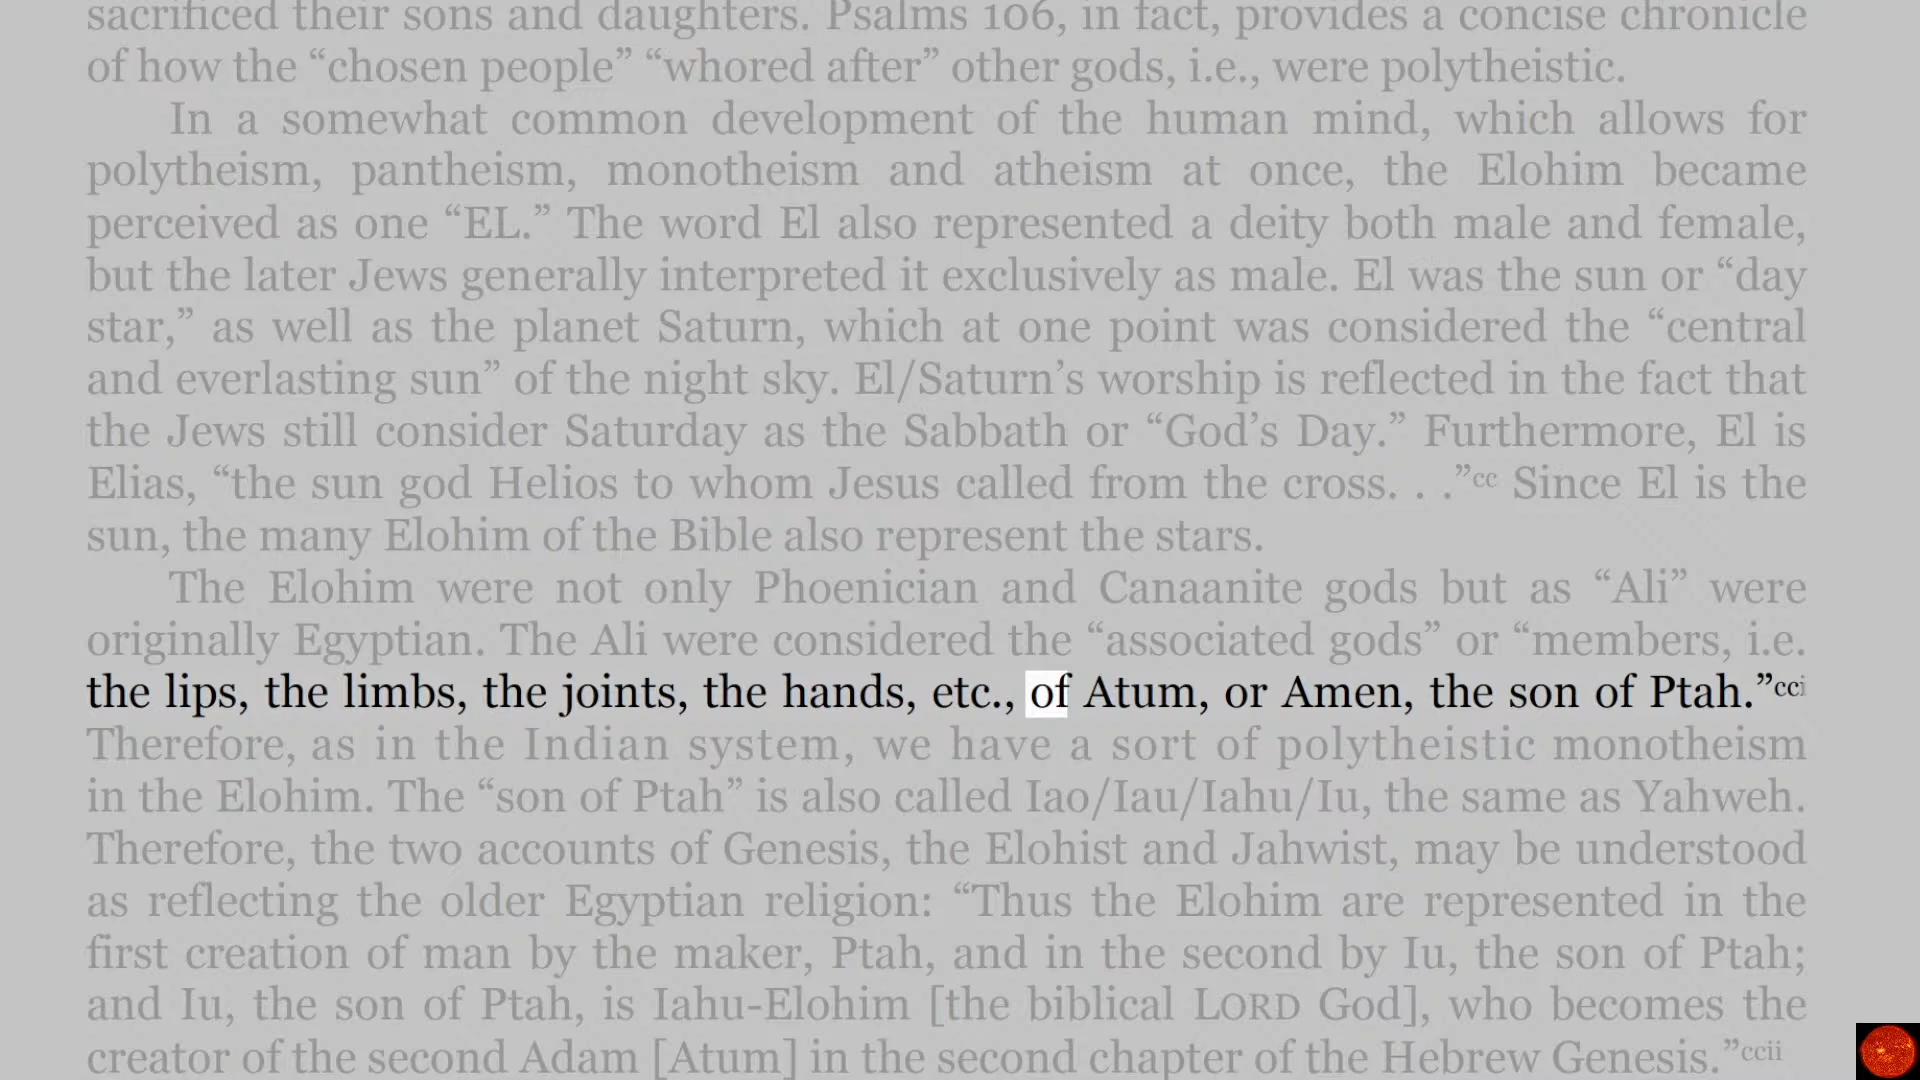 sacrificed their sons and daughters. Psalms 106, in fact, provides a concise chronicle
of how the “chosen people” “whored after” other gods, i.e., were polytheistic.
In a somewhat common development of the human mind, which allows for
polytheism, pantheism, monotheism and atheism at once, the Elohim became
perceived as one “EL.” The word El also represented a deity both male and female,
but the later Jews generally interpreted it exclusively as male. El was the sun or “day
star,” as well as the planet Saturn, which at one point was considered the “central
and everlasting sun” of the night sky. El/Saturn’s worship is reflected in the fact that
the Jews still consider Saturday as the Sabbath or “God’s Day.” Furthermore, El is
Elias, “the sun god Helios to whom Jesus called from the cross. . .”cc Since El is the
sun, the many Elohim of the Bible also represent the stars.
The Elohim were not only Phoenician and Canaanite gods but as “Ali” were
originally Egyptian. The Ali were considered the “associated gods” or “members, i.e.
the lips, the limbs, the joints, the hands, etc., of Atum, or Amen, the son of Ptah.”cci
Therefore, as in the Indian system, we have a sort of polytheistic monotheism
in the Elohim. The “son of Ptah” is also called Iao/Iau/Iahu/Iu, the same as Yahweh.
Therefore, the two accounts of Genesis, the Elohist and Jahwist, may be understood
as reflecting the older Egyptian religion: “Thus the Elohim are represented in the
first creation of man by the maker, Ptah, and in the second by Iu, the son of Ptah;
and Iu, the son of Ptah, is Iahu-Elohim [the biblical LORD God], who becomes the
creator of the second Adam [Atum] in the second chapter of the Hebrew Genesis.”ccii